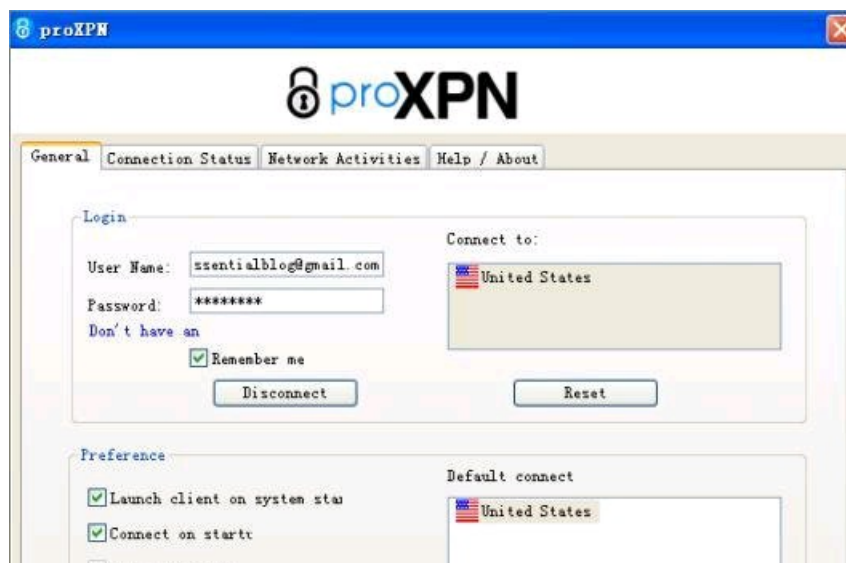 proXPN
proXPN
General Connection Status Network Activities Help / About
Login
Connect to:
User Name: ssentialblog@gmail.com
United States
Password: ********
Don't have an
Remember me
Disconnect Reset
Preference
Default connect
Launch client on system
United States
Connect on